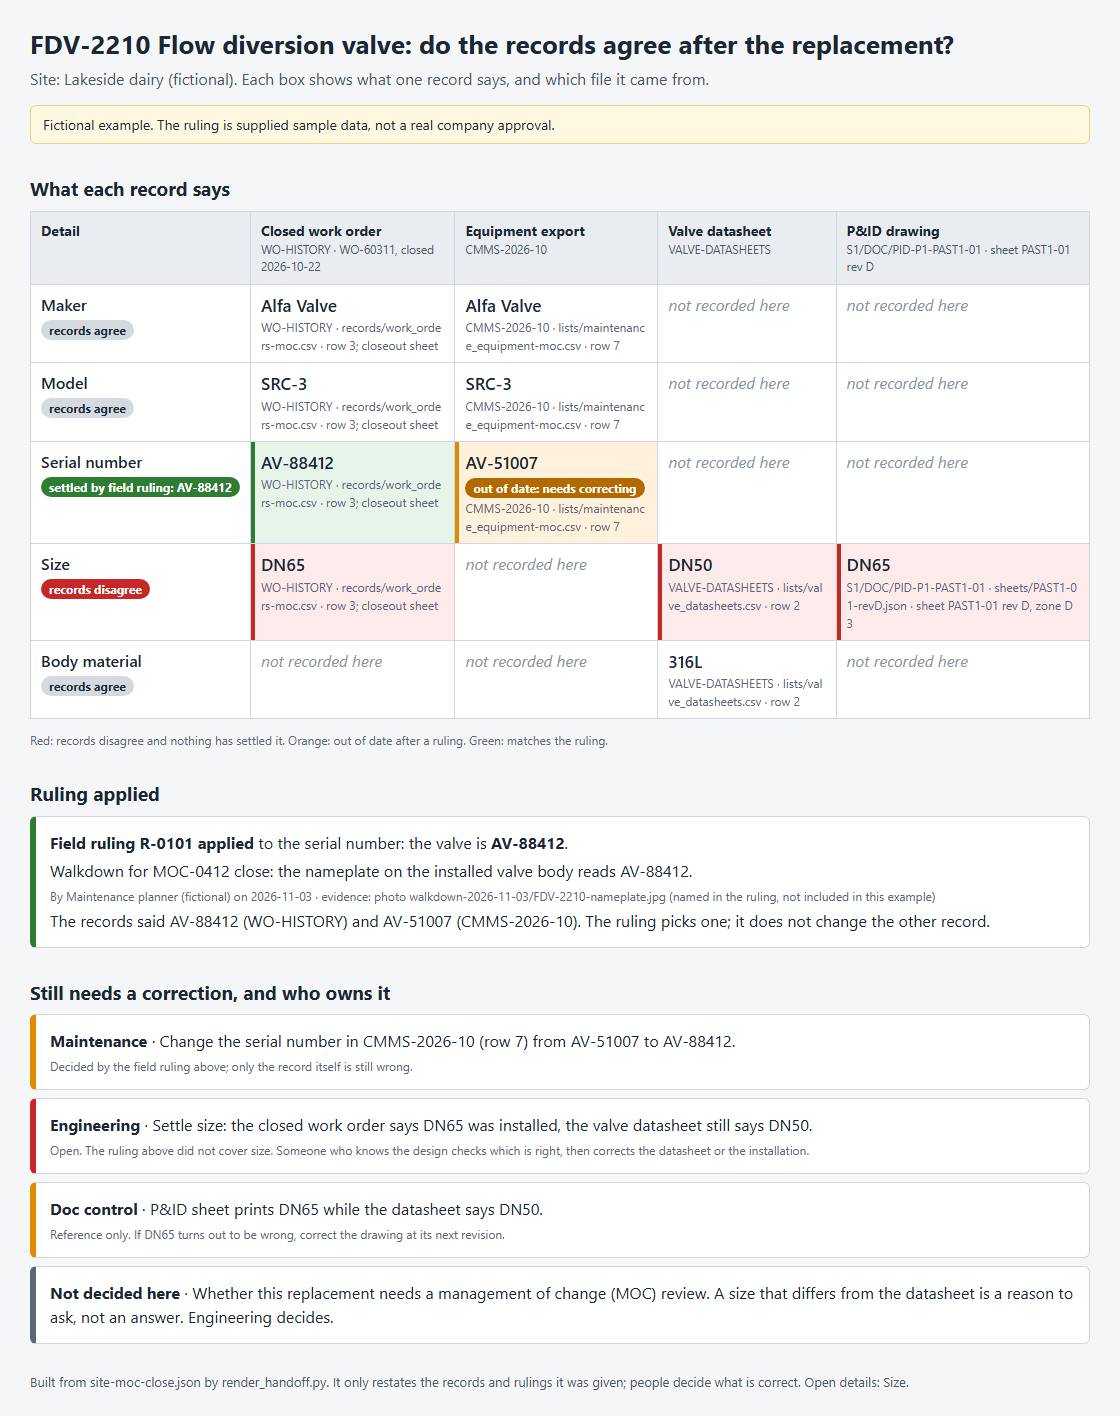 FDV-2210 Flow diversion valve: do the records agree after the replacement?
Site: Lakeside dairy (fictional). Each box shows what one record says, and which file it came from.
Fictional example. The ruling is supplied sample data, not a real company approval.
What each record says
Detail
Closed work order
WO-HISTORY · WO-60311, closed
2026-10-22
Equipment export
CMMS-2026-10
Valve datasheet
VALVE-DATASHEETS
P&ID drawing
S1/DOC/PID-P1-PAST1-01 · sheet PAST1-01
rev D
Maker
records agree
Alfa Valve
WO-HISTORY · records/work_orde
rs-moc.csv · row 3; closeout sheet
Alfa Valve
CMMS-2026-10 · lists/maintenanc
e_equipment-moc.csv · row 7
not recorded here
not recorded here
Model
records agree
SRC-3
WO-HISTORY · records/work_orde
rs-moc.csv · row 3; closeout sheet
SRC-3
CMMS-2026-10 · lists/maintenanc
e_equipment-moc.csv · row 7
not recorded here
not recorded here
Serial number
settled by field ruling: AV-88412
AV-88412
WO-HISTORY · records/work_orde
rs-moc.csv · row 3; closeout sheet
AV-51007
out of date: needs correcting
CMMS-2026-10 · lists/maintenanc
e_equipment-moc.csv · row 7
not recorded here
not recorded here
Size
records disagree
DN65
WO-HISTORY · records/work_orde
rs-moc.csv · row 3; closeout sheet
not recorded here
DN50
VALVE-DATASHEETS · lists/val
ve_datasheets.csv · row 2
DN65
S1/DOC/PID-P1-PAST1-01 · sheets/PAST1-0
1-revD.json · sheet PAST1-01 rev D, zone D
3
Body material
records agree
not recorded here
not recorded here
316L
VALVE-DATASHEETS · lists/val
ve_datasheets.csv · row 2
not recorded here
Red: records disagree and nothing has settled it. Orange: out of date after a ruling. Green: matches the ruling.
Ruling applied
Field ruling R-0101 applied to the serial number: the valve is AV-88412.
Walkdown for MOC-0412 close: the nameplate on the installed valve body reads AV-88412.
By Maintenance planner (fictional) on 2026-11-03 · evidence: photo walkdown-2026-11-03/FDV-2210-nameplate.jpg (named in the ruling, not included in this example)
The records said AV-88412 (WO-HISTORY) and AV-51007 (CMMS-2026-10). The ruling picks one; it does not change the other record.
Still needs a correction, and who owns it
Maintenance · Change the serial number in CMMS-2026-10 (row 7) from AV-51007 to AV-88412.
Decided by the field ruling above; only the record itself is still wrong.
Engineering · Settle size: the closed work order says DN65 was installed, the valve datasheet still says DN50.
Open. The ruling above did not cover size. Someone who knows the design checks which is right, then corrects the datasheet or the installation.
Doc control · P&ID sheet prints DN65 while the datasheet says DN50.
Reference only. If DN65 turns out to be wrong, correct the drawing at its next revision.
Not decided here · Whether this replacement needs a management of change (MOC) review. A size that differs from the datasheet is a reason to
ask, not an answer. Engineering decides.
Built from site-moc-close.json by render_handoff.py. It only restates the records and rulings it was given; people decide what is correct. Open details: Size.